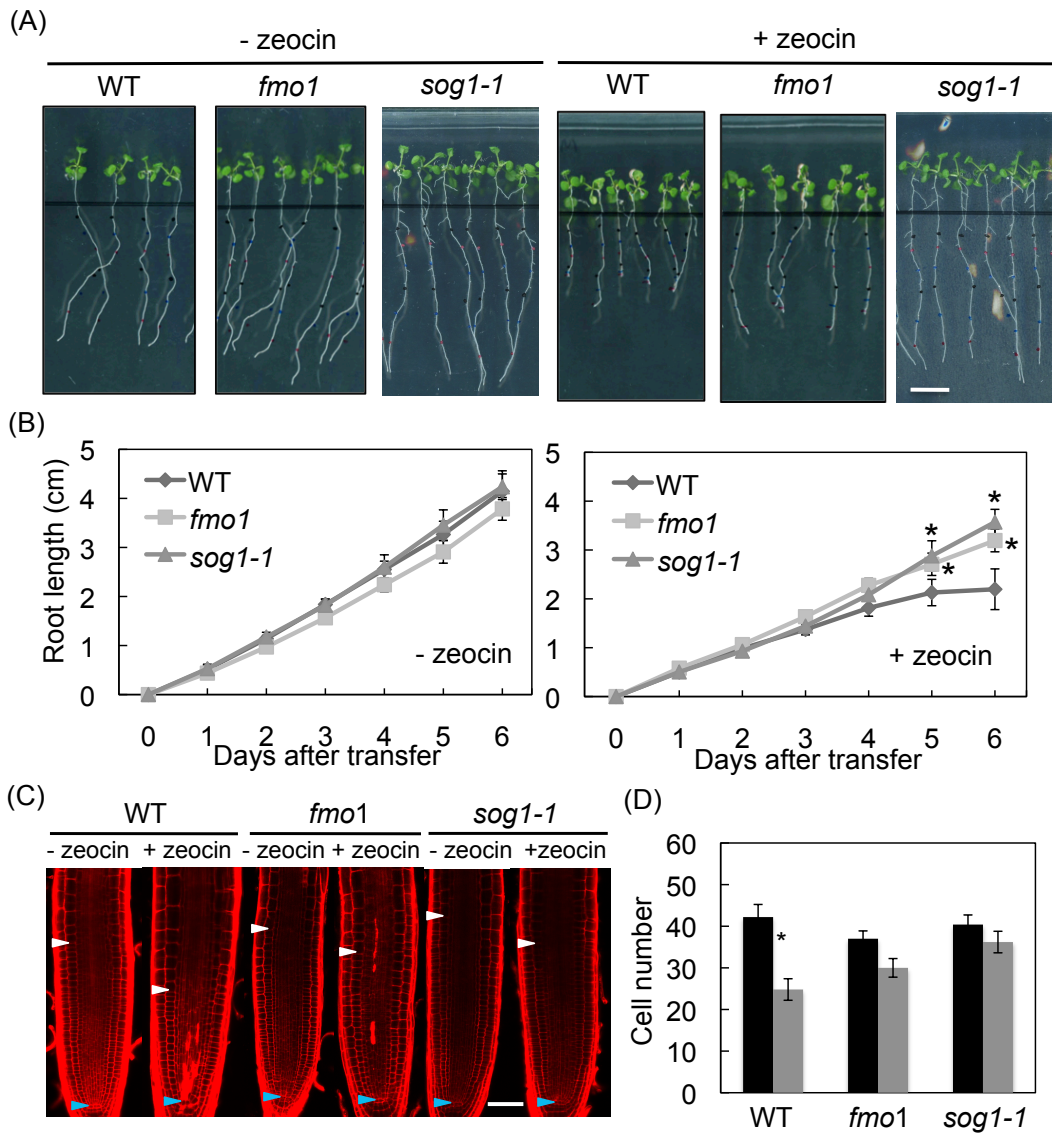 (A)
- zeocin
+ zeocin
WT
fmo1
sog1-1
WT
fmo1
sog1-1
(B)
Root length (cm)
5
4
3
2
1
0
WT
fmo1
sog1-1
- zeocin
0 1 2 3 4 5 6
Days after transfer
5
4
3
2
1
0
WT
fmo1
sog1-1
*
*
*
*
+ zeocin
0 1 2 3 4 5 6
Days after transfer
(C)
WT
fmo1
sog1-1
- zeocin + zeocin - zeocin + zeocin - zeocin +zeocin
(D)
Cell number
60
50
40
30
20
10
0
*
WT fmo1 sog1-1